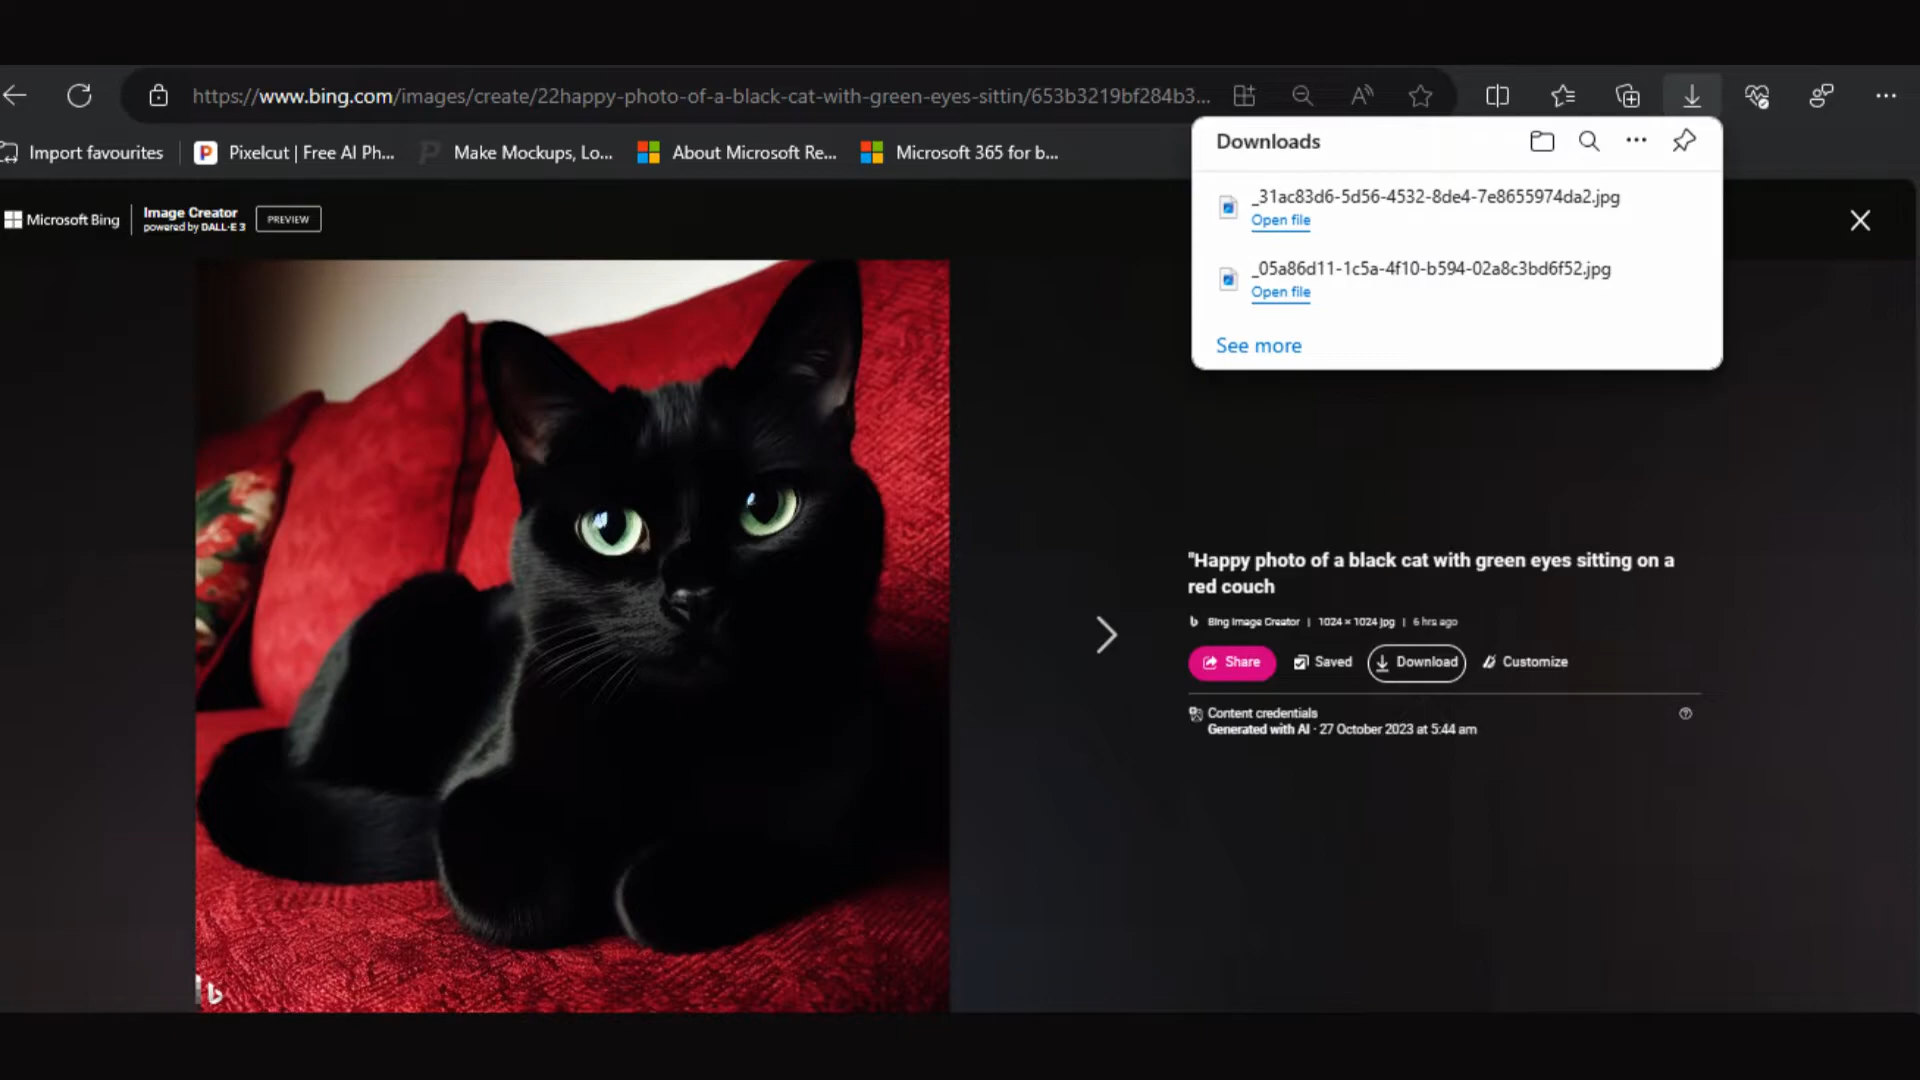 https://www.bing.com/images/create/22happy-photo-of-a-black-cat-with-green-eyes-sittin/653b3219bf284b3...
Import favourites
Pixelcut | Free AI Ph...
Make Mockups, Lo...
About Microsoft Re...
Microsoft 365 for b...
Downloads
_31ac83d6-5d56-4532-8de4-7e8655974da2.jpg
Open file
_05a86d11-1c5a-4f10-b594-02a8c3bd6f52.jpg
Open file
See more
Microsoft Bing
Image Creator
powered by DALL·E 3
PREVIEW
"Happy photo of a black cat with green eyes sitting on a
red couch
Bing Image Creator | 1024 × 1024 jpg | 6 hrs ago
Share
Saved
Download
Customize
Content credentials
Generated with AI · 27 October 2023 at 5:44 am